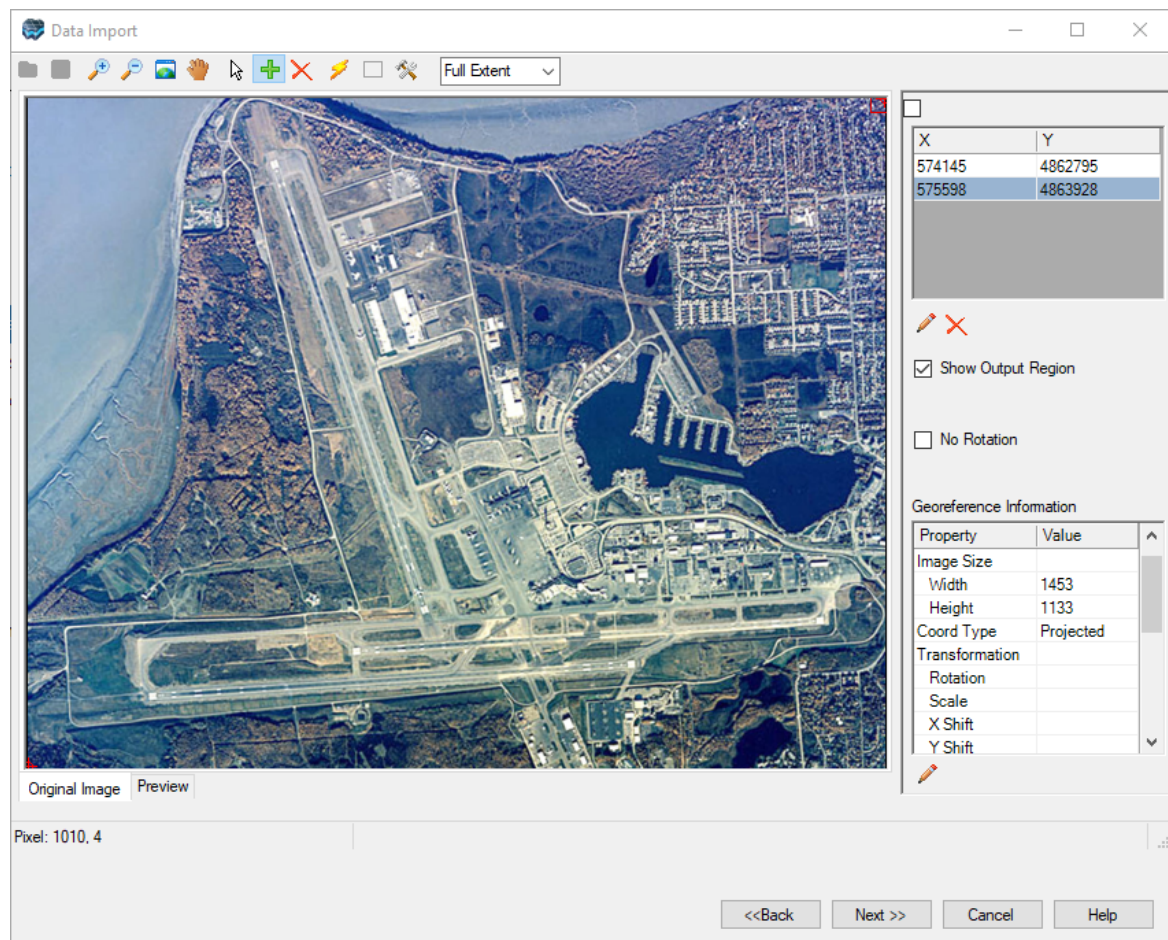 Data Import
Full Extent
X Y
574145 4862795
575598 4863928
Show Output Region
No Rotation
Georeference Information
Property Value
Image Size
Width 1453
Height 1133
Coord Type Projected
Transformation
Rotation
Scale
X Shift
Y Shift
Original Image Preview
Pixel: 1010, 4
<<Back Next >> Cancel Help